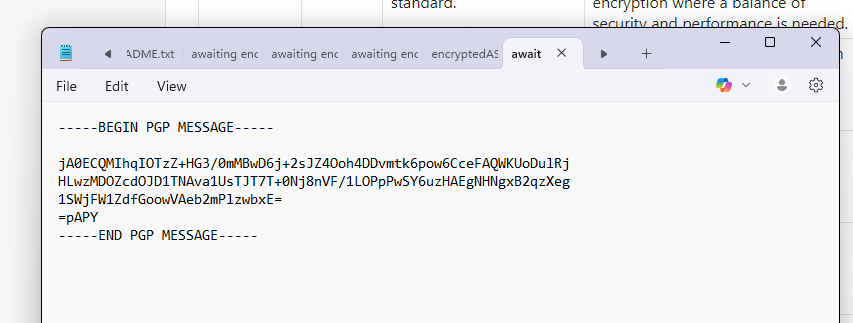 standard.
encryption where a balance of
security and performance is needed.
ADME.txt awaiting enc awaiting enc awaiting enc encryptedAS await
File Edit View
-----BEGIN PGP MESSAGE-----
jA0ECQMIhqIOTzZ+HG3/0mMBwD6j+2sJZ4Ooh4DDvmtk6pow6CceFAQWKUoDulRj
HLwzMDOZcdOJD1TNAva1UsTJT7T+0Nj8nVF/1LOPpPwSY6uzHAEgNHNgxB2qzXeg
1SWjFW1ZdfGoowVAeb2mPlzwbxE=
=pAPY
-----END PGP MESSAGE-----